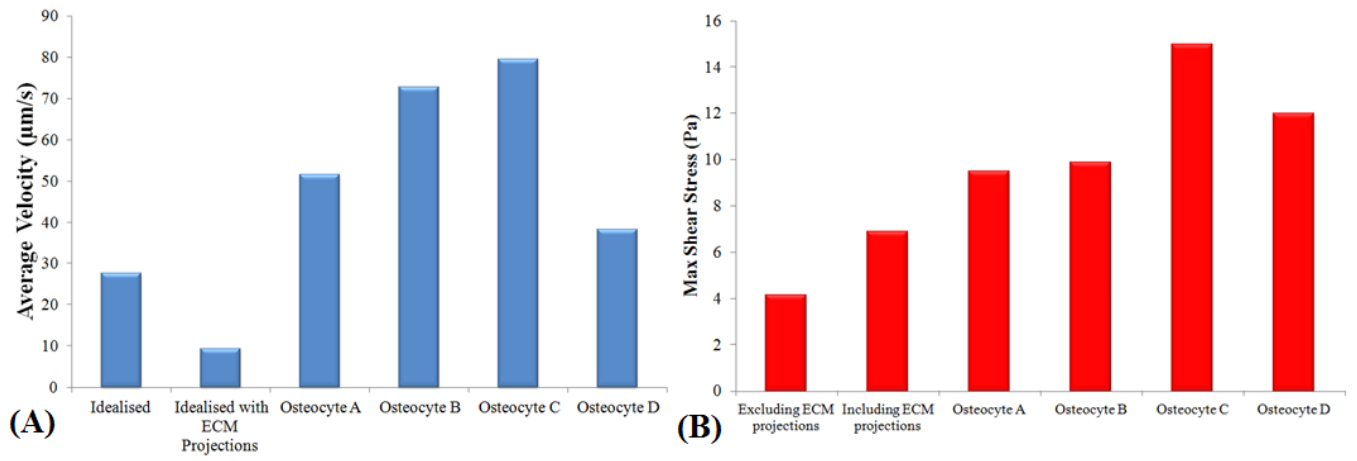 Average Velocity (µm/s)
90
80
70
60
50
40
30
20
10
0
Idealised
Idealised with
ECM
Projections
Osteocyte A
Osteocyte B
Osteocyte C
Osteocyte D
(A)
Max Shear Stress (Pa)
16
14
12
10
8
6
4
2
0
Excluding ECM
projections
Including ECM
projections
Osteocyte A
Osteocyte B
Osteocyte C
Osteocyte D
(B)